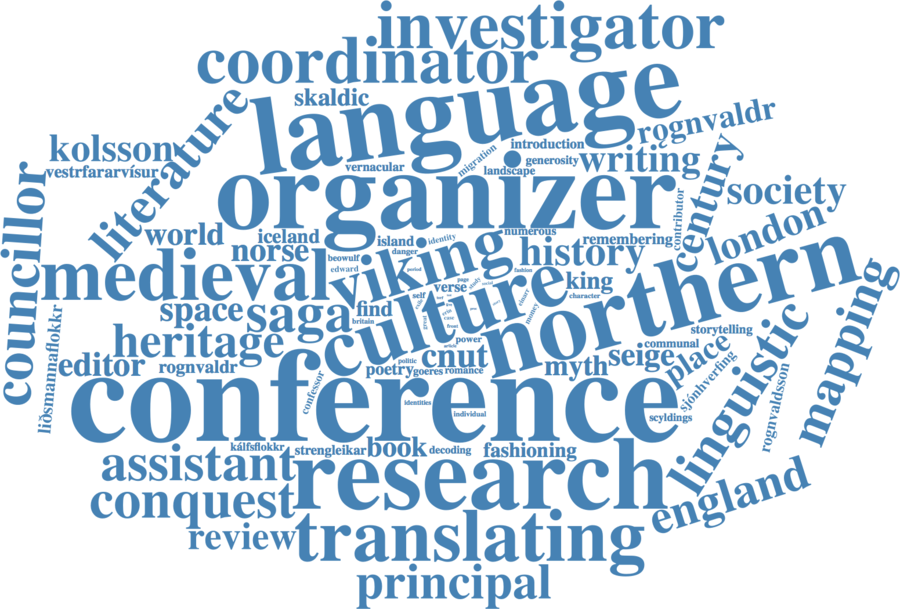 investigator
coordinator
skaldic
language
literature
rognvaldr
kolsson
vestrfararvísur
introduction
migration
generosity
writing
vernacular
landscape
councillor
organizer
contributor
century
society
world
iceland
norse
island
identity
numerous
remembering
london
danger
viking
history
medieval
beowulf
edward
period
culture
fashion
king
character
northern
mapping
space
saga
find
britain
self
verse
money
power
heritage
storytelling
communal
liðsmannaflokkr
editor
rognvaldr
politic
cnut
poetry
goeres
romance
myth
seige
place
sjónhverfing
linguistic
rognvaldsson
confessor
conference
identities
individual
scyldings
kálfsflokkr
strengleikar
book
decoding
fashioning
assistant
research
conquest
england
review
translating
principal